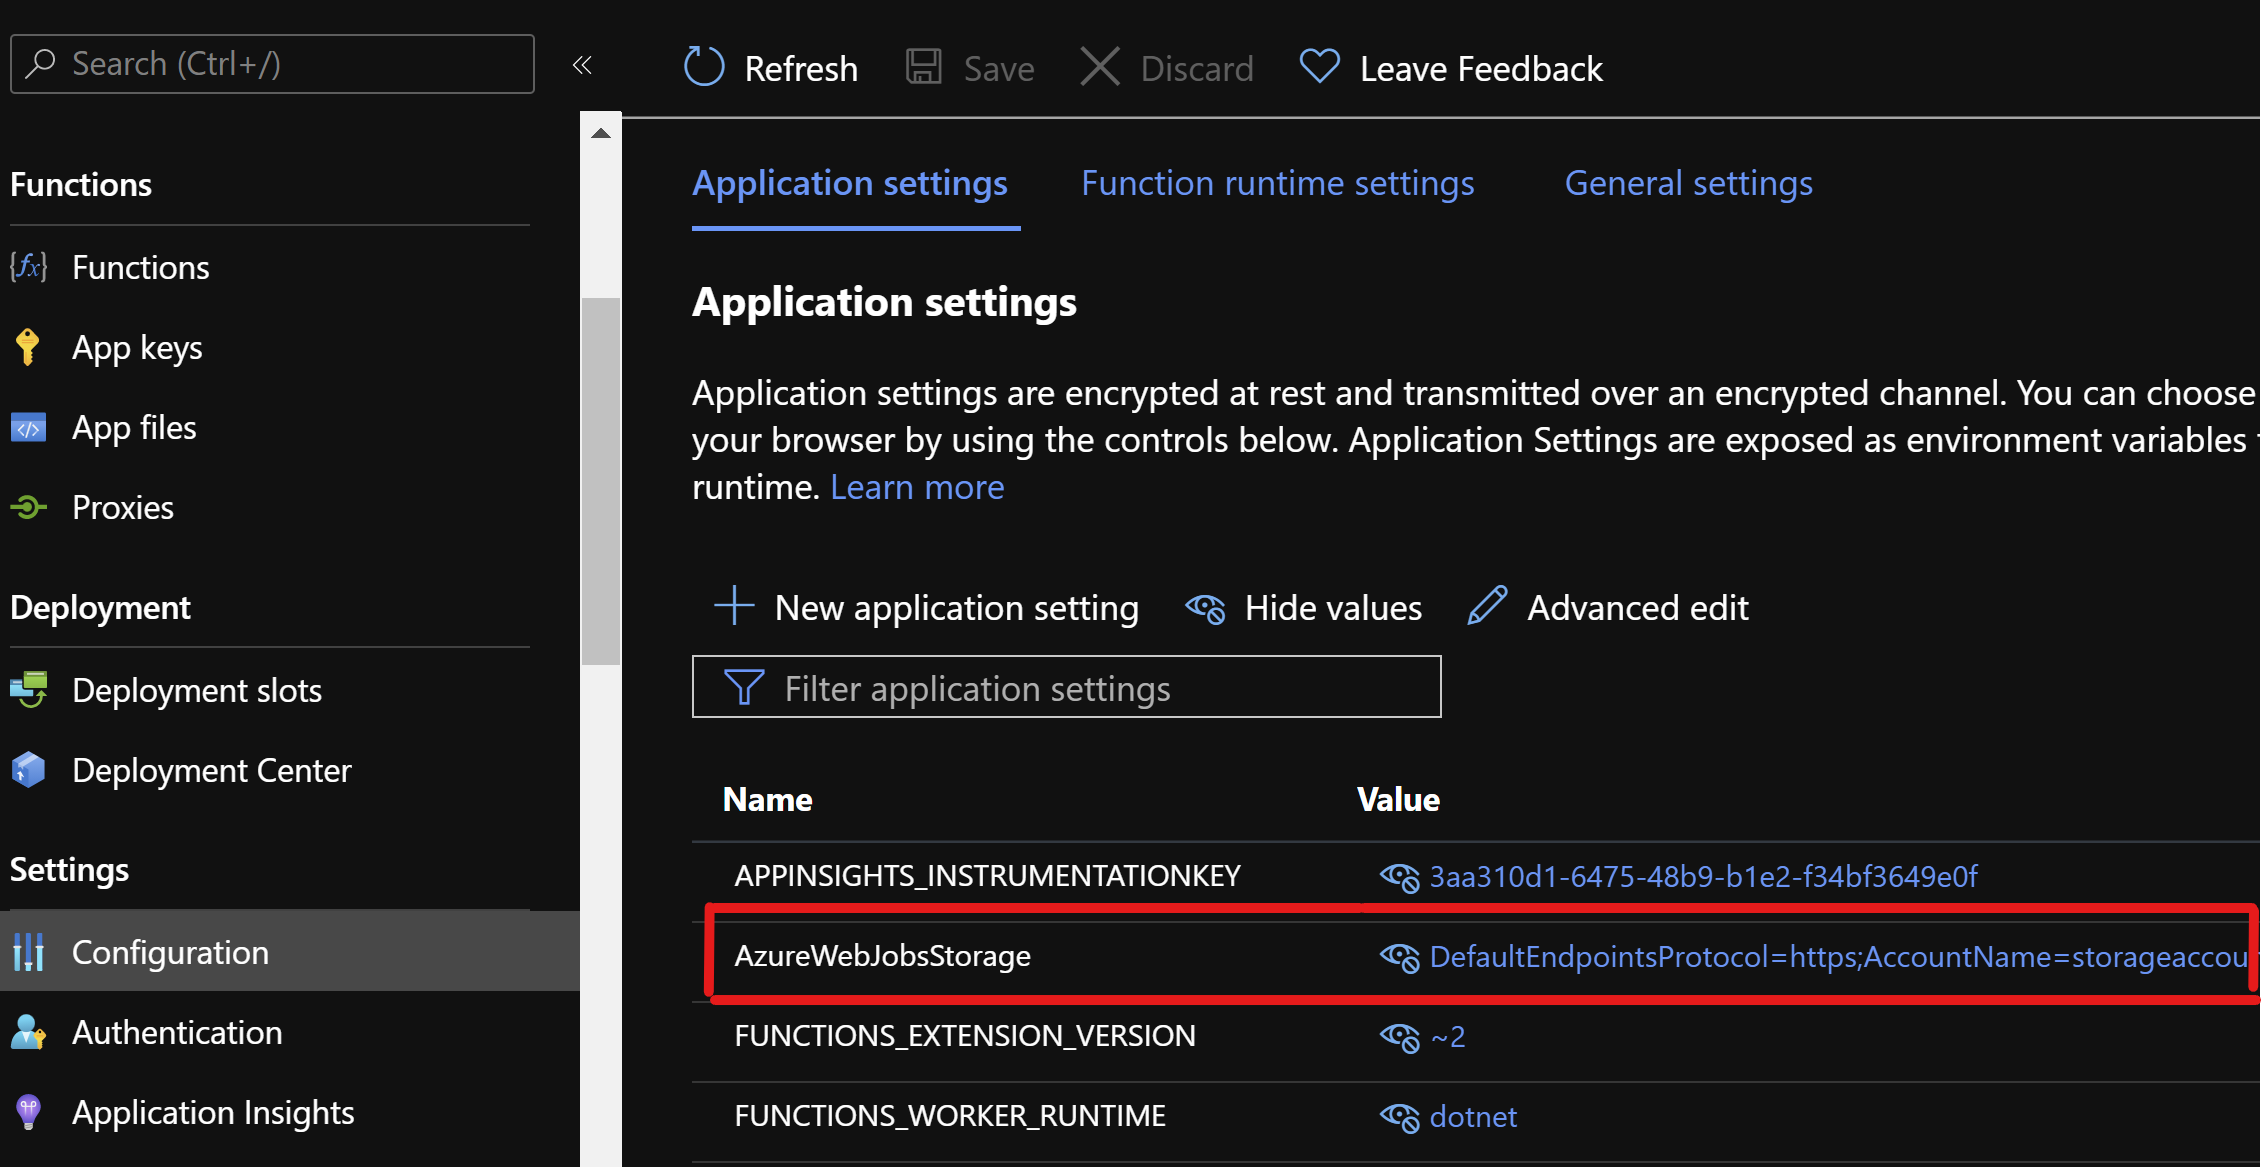 Search (Ctrl+/)
«
Refresh
Save
Discard
Leave Feedback
Functions
Functions
App keys
App files
Proxies
Deployment
Deployment slots
Deployment Center
Settings
Configuration
Authentication
Application Insights
Application settings
Function runtime settings
General settings
Application settings
Application settings are encrypted at rest and transmitted over an encrypted channel. You can choose
your browser by using the controls below. Application Settings are exposed as environment variables
runtime. Learn more
New application setting
Hide values
Advanced edit
Filter application settings
Name Value
APPINSIGHTS_INSTRUMENTATIONKEY 3aa310d1-6475-48b9-b1e2-f34bf3649e0f
AzureWebJobsStorage DefaultEndpointsProtocol=https;AccountName=storageaccou
FUNCTIONS_EXTENSION_VERSION ~2
FUNCTIONS_WORKER_RUNTIME dotnet